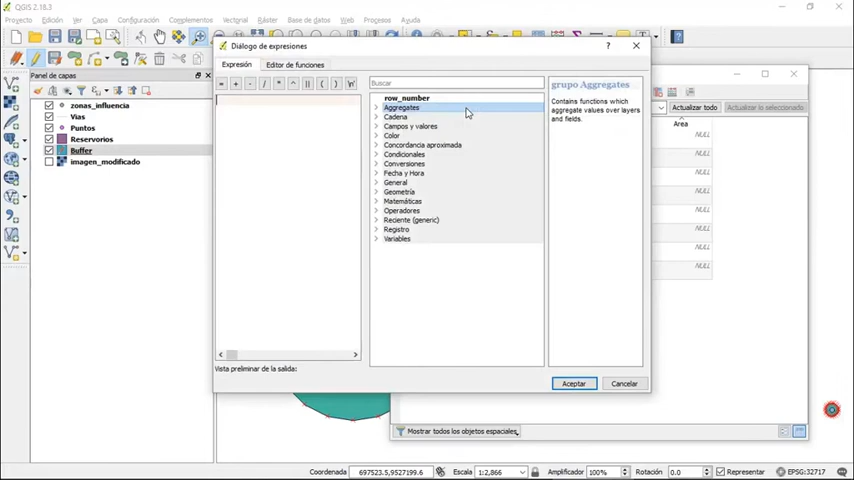 QGIS 2.18.3
Proyecto Edición Ver Capa Configuración Complementos Vectorial Ráster Base de datos Web Procesos Ayuda
Panel de capas
zonas_influencia
Vias
Puntos
Reservorios
Buffer
imagen_modificado
Diálogo de expresiones
Expresión Editor de funciones
= + - / * ^ || ( ) '\n'
Buscar
row_number
Aggregates
Cadena
Campos y valores
Color
Concordancia aproximada
Condicionales
Conversiones
Fecha y Hora
General
Geometría
Matemáticas
Operadores
Reciente (generic)
Registro
Variables
grupo Aggregates
Contains functions which
aggregate values over layers
and fields.
Vista preliminar de la salida:
Aceptar Cancelar
Actualizar todo Actualizar lo seleccionado
Area
NULL
NULL
NULL
NULL
NULL
NULL
NULL
NULL
Mostrar todos los objetos espaciales
Coordenada 697523.5,9527199.6 Escala 1:2,866 Amplificador 100% Rotación 0.0 Representar EPSG:32717